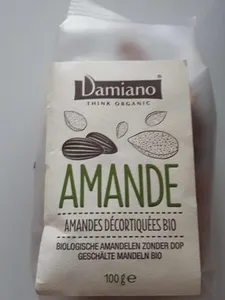 Damiano®
THINK ORGANIC
AMANDE
AMANDES DÉCORTIQUÉES BIO
BIOLOGISCHE AMANDELEN ZONDER DOP
GESCHÄLTE MANDELN BIO
100 g ℮